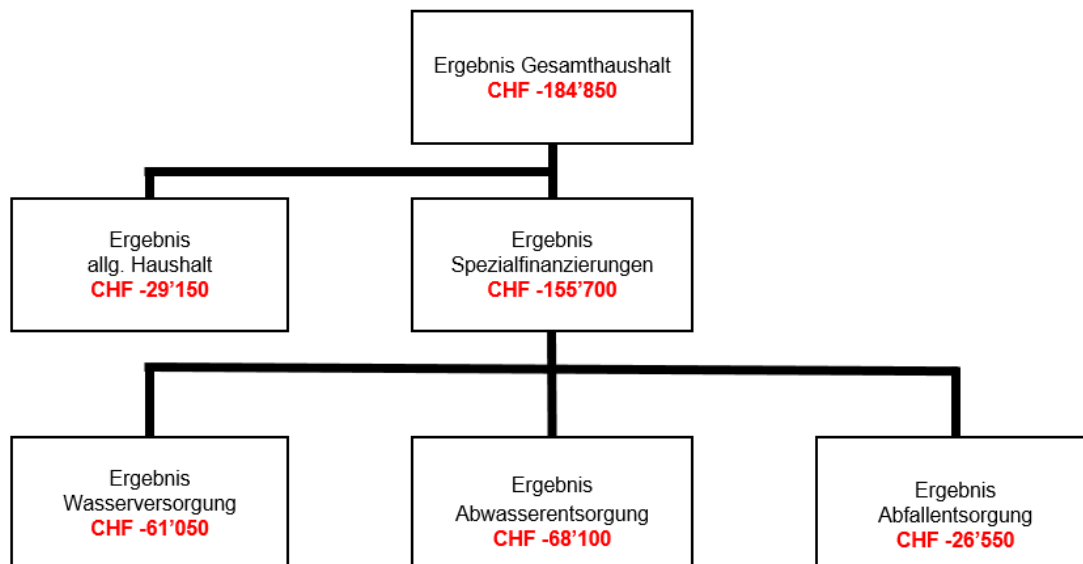 Ergebnis Gesamthaushalt
CHF -184’850
Ergebnis
allg. Haushalt
CHF -29’150
Ergebnis
Spezialfinanzierungen
CHF -155’700
Ergebnis
Wasserversorgung
CHF -61’050
Ergebnis
Abwasserentsorgung
CHF -68’100
Ergebnis
Abfallentsorgung
CHF -26’550